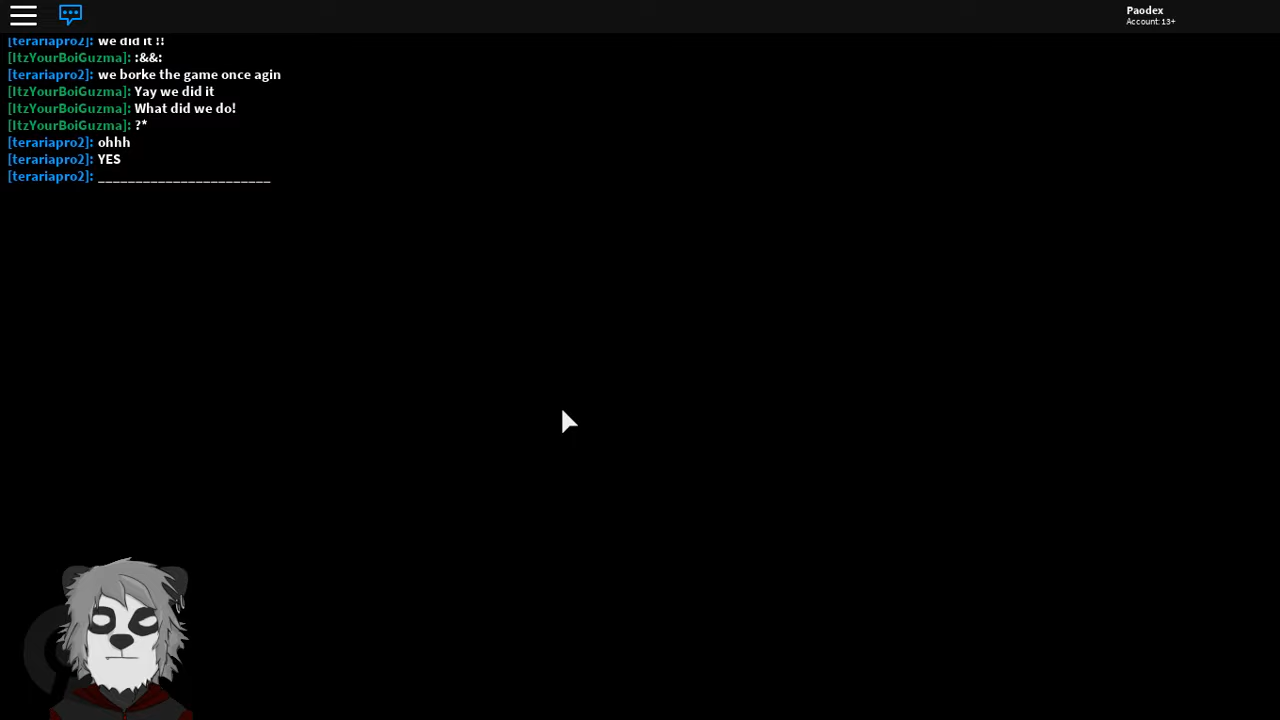 Paodex
Account: 13+
[terariapro2]: we did it !!
[ItzYourBoiGuzma]: :&&:
[terariapro2]: we borke the game once agin
[ItzYourBoiGuzma]: Yay we did it
[ItzYourBoiGuzma]: What did we do!
[ItzYourBoiGuzma]: ?*
[terariapro2]: ohhh
[terariapro2]: YES
[terariapro2]: _______________________